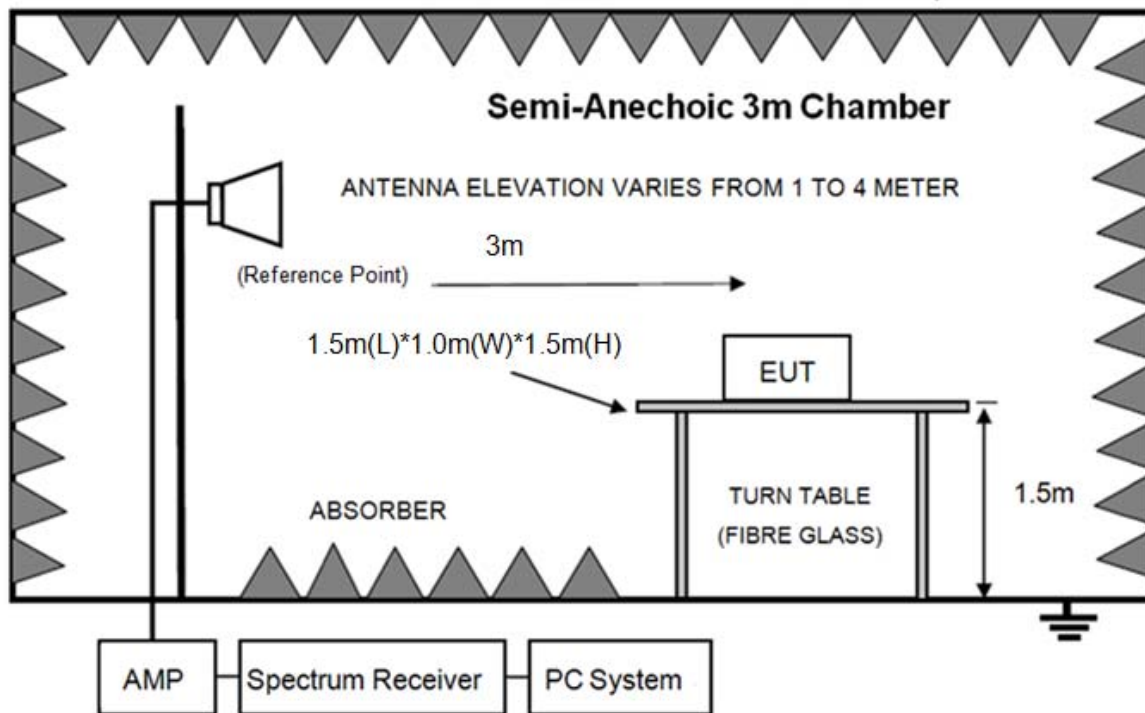 Semi-Anechoic 3m Chamber
ANTENNA ELEVATION VARIES FROM 1 TO 4 METER
3m
(Reference Point)
1.5m(L)*1.0m(W)*1.5m(H)
EUT
1.5m
TURN TABLE
(FIBRE GLASS)
ABSORBER
AMP
Spectrum Receiver
PC System